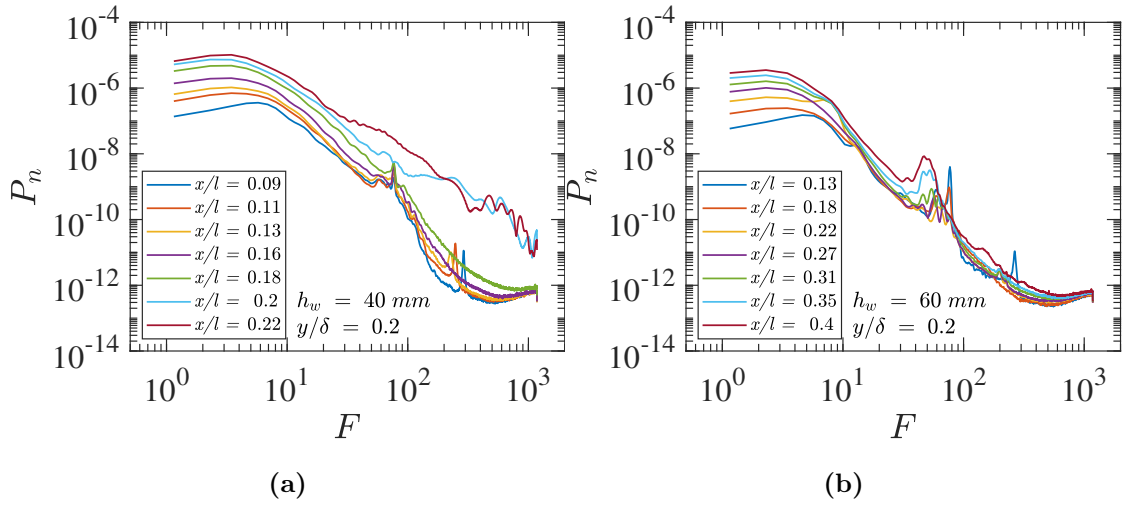 10^-4
10^-6
10^-8
10^-10
10^-12
10^-14
P_n
x/l = 0.09
x/l = 0.11
x/l = 0.13
x/l = 0.16
x/l = 0.18
x/l = 0.2
x/l = 0.22
h_w = 40 mm
y/δ = 0.2
10^0 10^1 10^2 10^3
F
(a)
10^-4
10^-6
10^-8
10^-10
10^-12
10^-14
P_n
x/l = 0.13
x/l = 0.18
x/l = 0.22
x/l = 0.27
x/l = 0.31
x/l = 0.35
x/l = 0.4
h_w = 60 mm
y/δ = 0.2
10^0 10^1 10^2 10^3
F
(b)